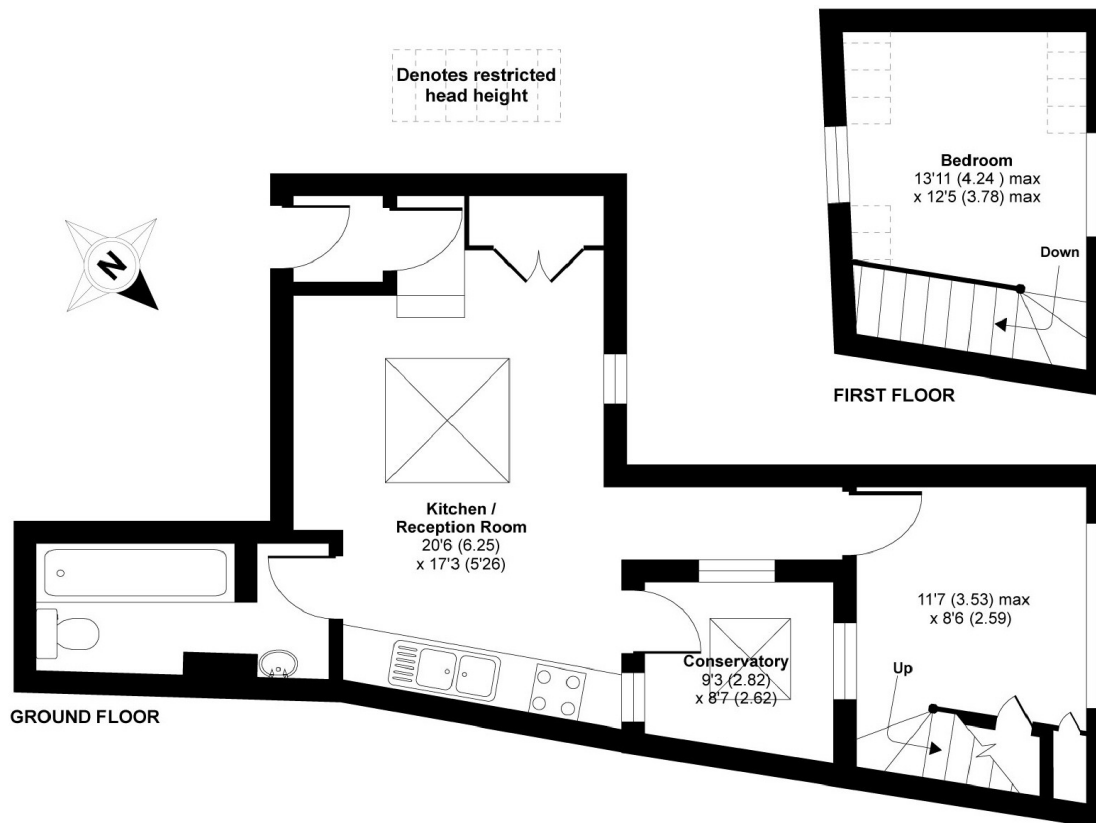 Denotes restricted
head height
Bedroom
13'11 (4.24 ) max
x 12'5 (3.78) max
Down
FIRST FLOOR
N
Kitchen /
Reception Room
20'6 (6.25)
x 17'3 (5'26)
11'7 (3.53) max
x 8'6 (2.59)
Conservatory
9'3 (2.82)
x 8'7 (2.62)
Up
GROUND FLOOR